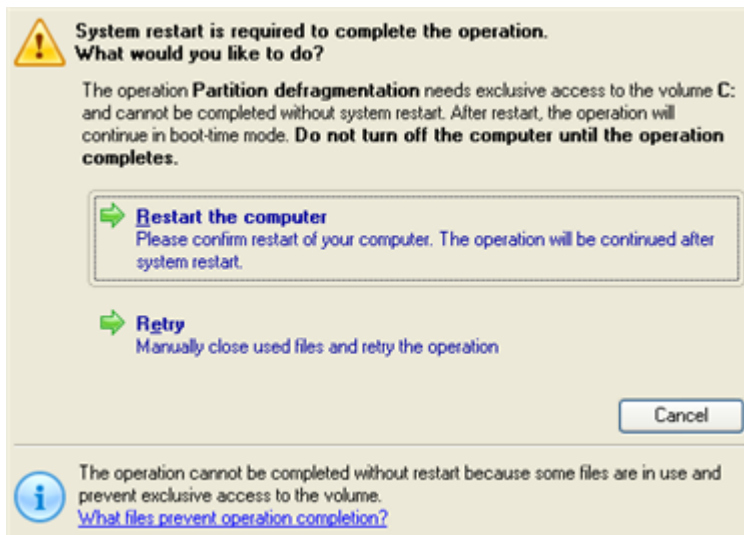 System restart is required to complete the operation.
What would you like to do?
The operation Partition defragmentation needs exclusive access to the volume C:
and cannot be completed without system restart. After restart, the operation will
continue in boot-time mode. Do not turn off the computer until the operation
completes.
Restart the computer
Please confirm restart of your computer. The operation will be continued after
system restart.
Retry
Manually close used files and retry the operation
Cancel
The operation cannot be completed without restart because some files are in use and
prevent exclusive access to the volume.
What files prevent operation completion?